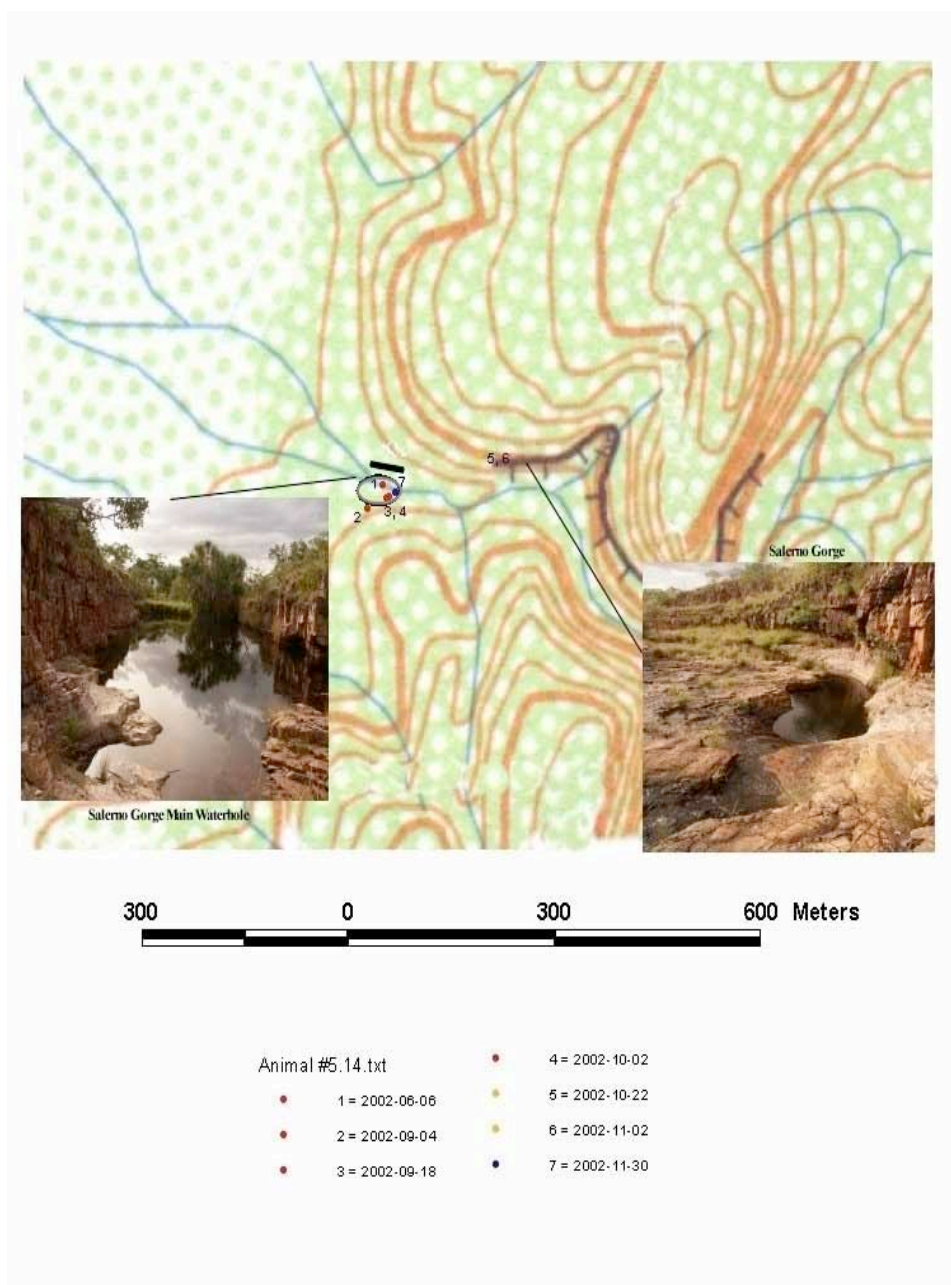 5, 6
1
7
3, 4
2
Salerno Gorge
Salerno Gorge Main Waterhole
300 0 300 600 Meters
Animal #5.14.txt
1 = 2002-06-06
2 = 2002-09-04
3 = 2002-09-18
4 = 2002-10-02
5 = 2002-10-22
6 = 2002-11-02
7 = 2002-11-30